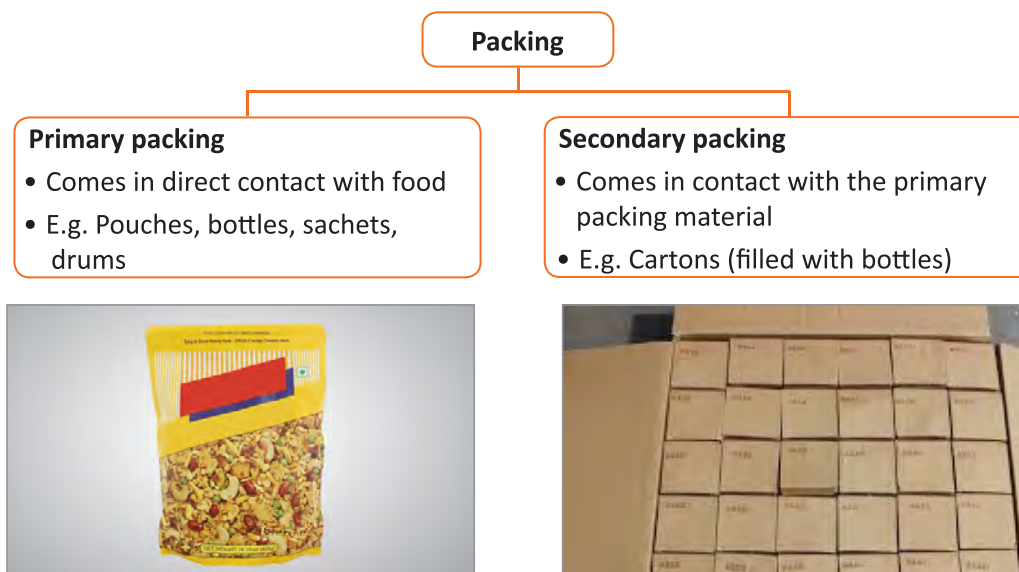 Packing
Primary packing
• Comes in direct contact with food
• E.g. Pouches, bottles, sachets,
drums
Secondary packing
• Comes in contact with the primary
packing material
• E.g. Cartons (filled with bottles)